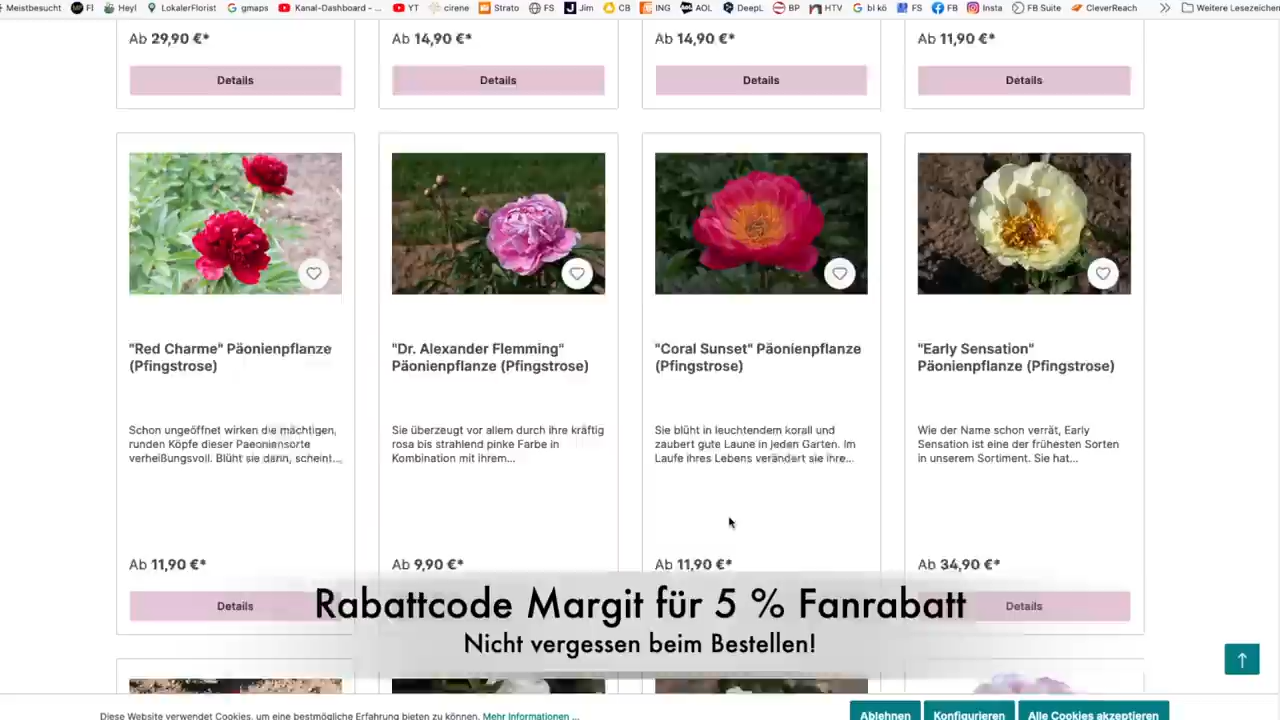 Meistbesucht FI Heyl LokalerFlorist gmaps Kanal-Dashboard - ... YT cirene Strato FS Jim CB ING AOL DeepL BP HTV bl kö FS FB Insta FB Suite CleverReach Weitere Lesezeichen
Ab 29,90 €* Ab 14,90 €* Ab 14,90 €* Ab 11,90 €*
Details Details Details Details
"Red Charme" Päonienpflanze
(Pfingstrose)
Schon ungeöffnet wirken die mächtigen,
runden Köpfe dieser Paeoniensorte
verheißungsvoll. Blüht sie dann, scheint...
Ab 11,90 €*
Details
"Dr. Alexander Flemming"
Päonienpflanze (Pfingstrose)
Sie überzeugt vor allem durch ihre kräftig
rosa bis strahlend pinke Farbe in
Kombination mit ihrem...
Ab 9,90 €*
"Coral Sunset" Päonienpflanze
(Pfingstrose)
Sie blüht in leuchtendem korall und
zaubert gute Laune in jeden Garten. Im
Laufe ihres Lebens verändert sie ihre...
Ab 11,90 €*
"Early Sensation"
Päonienpflanze (Pfingstrose)
Wie der Name schon verrät, Early
Sensation ist eine der frühesten Sorten
in unserem Sortiment. Sie hat...
Ab 34,90 €*
Details
Rabattcode Margit für 5 % Fanrabatt
Nicht vergessen beim Bestellen!
Diese Website verwendet Cookies, um eine bestmögliche Erfahrung bieten zu können. Mehr Informationen ...
Ablehnen Konfigurieren Alle Cookies akzeptieren